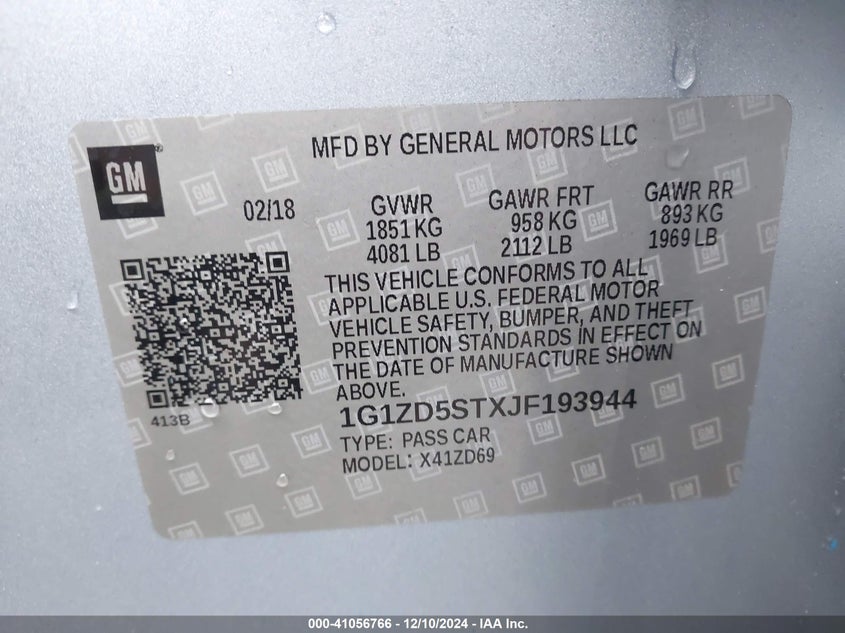 MFD BY GENERAL MOTORS LLC
GM
02/18
GVWR
1851 KG
4081 LB
GAWR FRT
958 KG
2112 LB
GAWR RR
893 KG
1969 LB
THIS VEHICLE CONFORMS TO ALL
APPLICABLE U.S. FEDERAL MOTOR
VEHICLE SAFETY, BUMPER, AND THEFT
PREVENTION STANDARDS IN EFFECT ON
THE DATE OF MANUFACTURE SHOWN
ABOVE.
413B
1G1ZD5STXJF193944
TYPE: PASS CAR
MODEL: X41ZD69
000-41056766 - 12/10/2024 - IAA Inc.